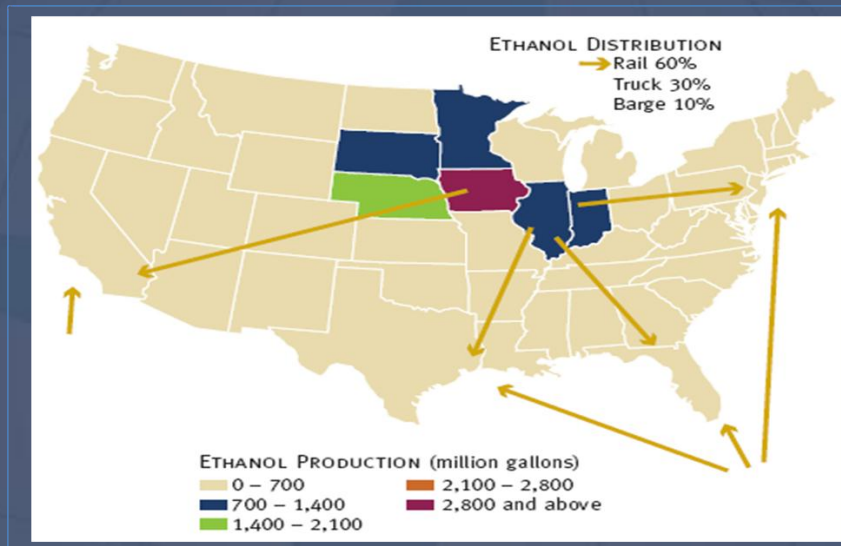 ETHANOL DISTRIBUTION
Rail 60%
Truck 30%
Barge 10%
ETHANOL PRODUCTION (million gallons)
0 – 700
700 – 1,400
1,400 – 2,100
2,100 – 2,800
2,800 and above